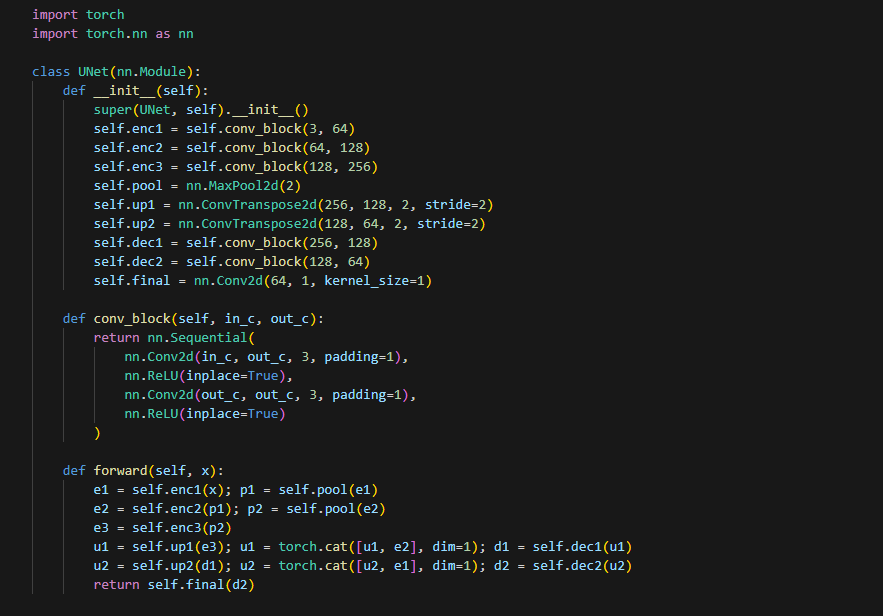 import torch
import torch.nn as nn

class UNet(nn.Module):
    def __init__(self):
        super(UNet, self).__init__()
        self.enc1 = self.conv_block(3, 64)
        self.enc2 = self.conv_block(64, 128)
        self.enc3 = self.conv_block(128, 256)
        self.pool = nn.MaxPool2d(2)
        self.up1 = nn.ConvTranspose2d(256, 128, 2, stride=2)
        self.up2 = nn.ConvTranspose2d(128, 64, 2, stride=2)
        self.dec1 = self.conv_block(256, 128)
        self.dec2 = self.conv_block(128, 64)
        self.final = nn.Conv2d(64, 1, kernel_size=1)

    def conv_block(self, in_c, out_c):
        return nn.Sequential(
            nn.Conv2d(in_c, out_c, 3, padding=1),
            nn.ReLU(inplace=True),
            nn.Conv2d(out_c, out_c, 3, padding=1),
            nn.ReLU(inplace=True)
        )

    def forward(self, x):
        e1 = self.enc1(x); p1 = self.pool(e1)
        e2 = self.enc2(p1); p2 = self.pool(e2)
        e3 = self.enc3(p2)
        u1 = self.up1(e3); u1 = torch.cat([u1, e2], dim=1); d1 = self.dec1(u1)
        u2 = self.up2(d1); u2 = torch.cat([u2, e1], dim=1); d2 = self.dec2(u2)
        return self.final(d2)